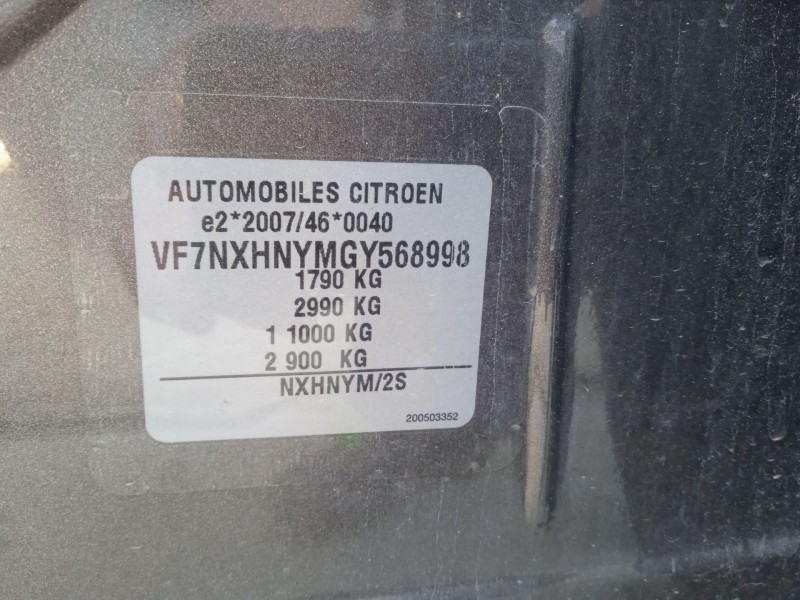 AUTOMOBILES CITROEN
e2*2007/46*0040
VF7NXHNYMGY568998
1790 KG
2990 KG
1 1000 KG
2 900 KG
NXHNYM/2S
200503352